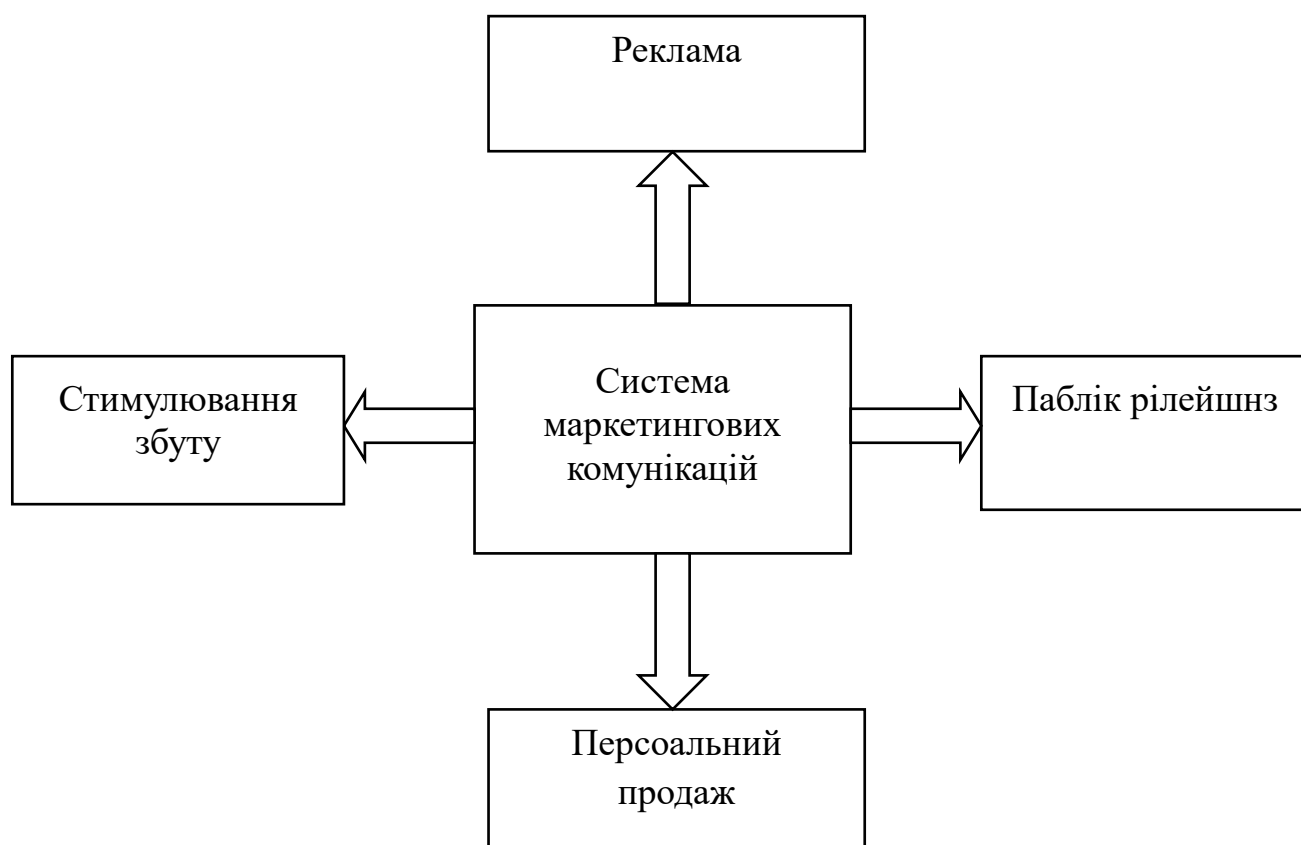 Реклама
Стимулювання
збуту
Система
маркетингових
комунікацій
Паблік рілейшнз
Персоальний
продаж